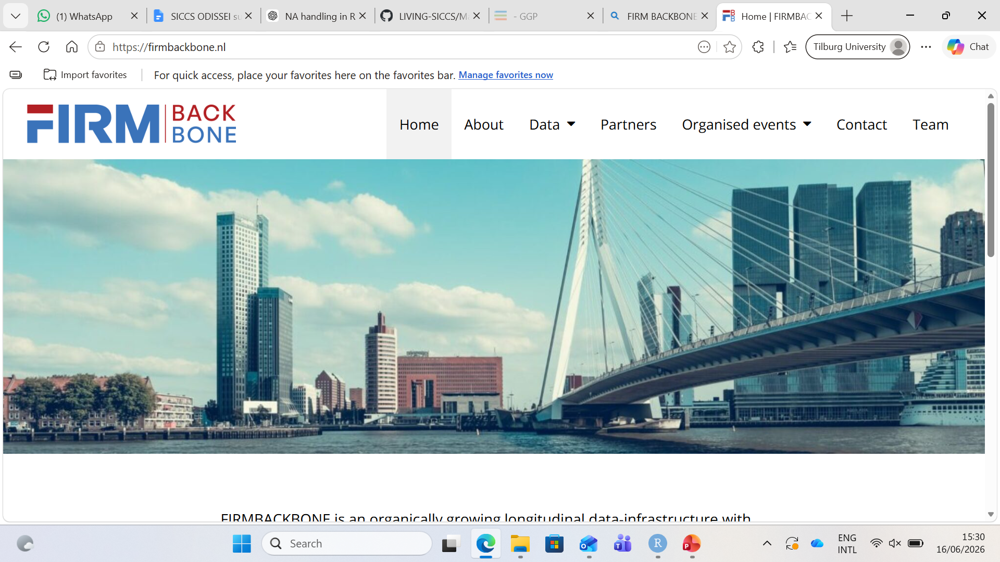 (1) WhatsApp
SICCS ODISSEI su
NA handling in R
LIVING-SICCS/Ma
- GGP
FIRM BACKBONE
Home | FIRMBAC
https://firmbackbone.nl
Tilburg University
Chat
Import favorites
For quick access, place your favorites here on the favorites bar. Manage favorites now
FIRM BACK
BONE
Home
About
Data
Partners
Organised events
Contact
Team
FIRMBACKBONE is an organically growing longitudinal data-infrastructure with
Search
ENG
INTL
15:30
16/06/2026